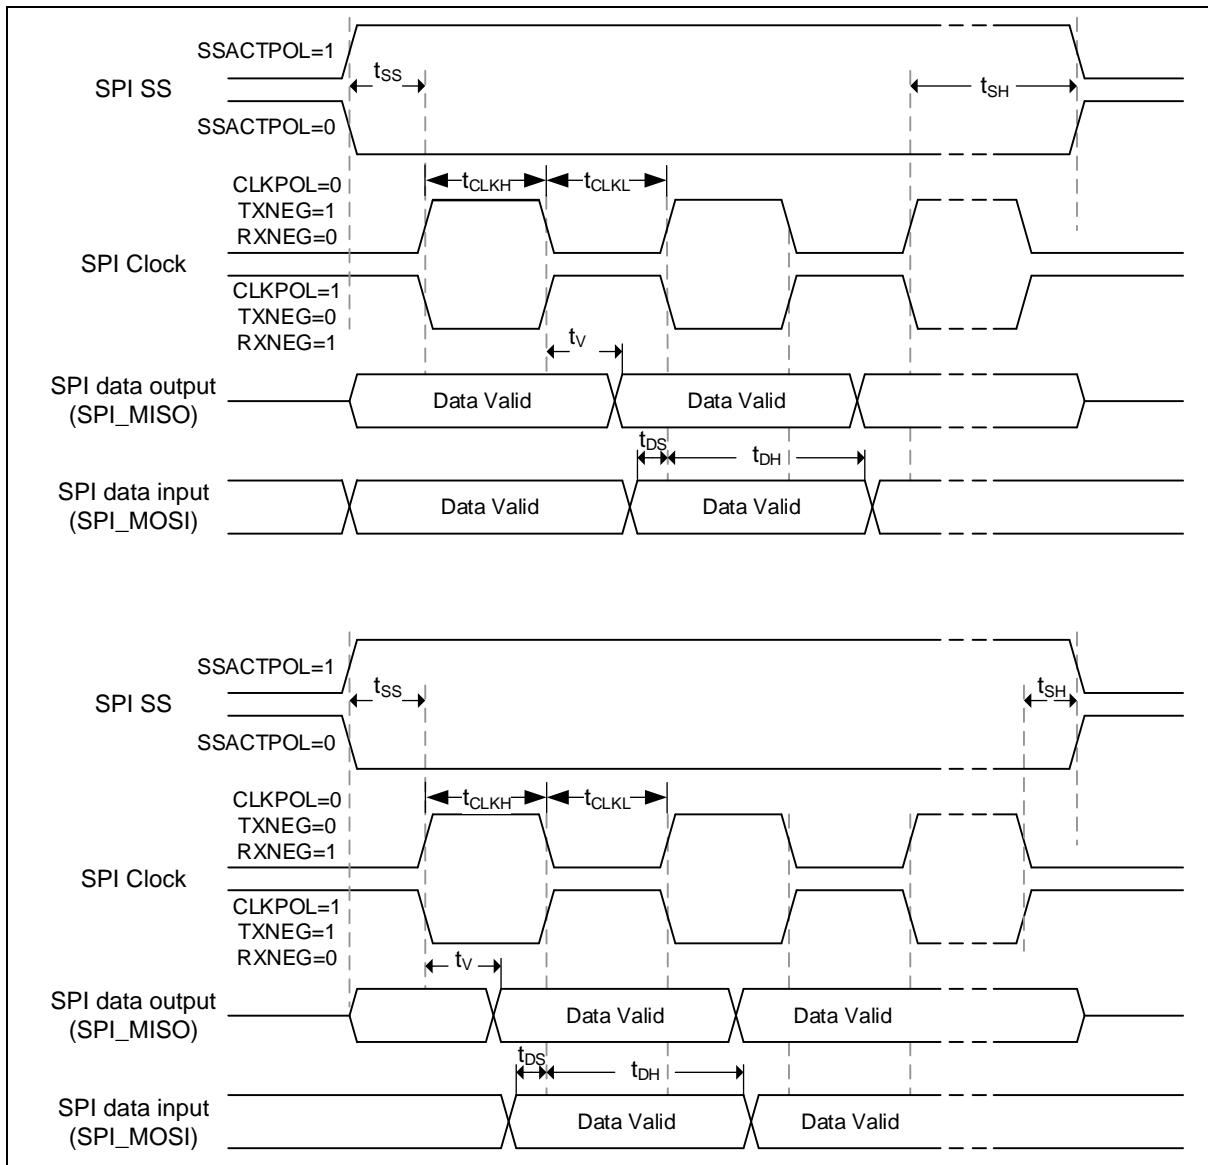 SSACTPOL=1
SPI SS
tSS
tSH
SSACTPOL=0
CLKPOL=0
TXNEG=1
RXNEG=0
tCLKH
tCLKL
SPI Clock
CLKPOL=1
TXNEG=0
RXNEG=1
tV
SPI data output
(SPI_MISO)
Data Valid
Data Valid
tDS
tDH
SPI data input
(SPI_MOSI)
Data Valid
Data Valid
SSACTPOL=1
SPI SS
tSS
tSH
SSACTPOL=0
CLKPOL=0
TXNEG=0
RXNEG=1
tCLKH
tCLKL
SPI Clock
CLKPOL=1
TXNEG=1
RXNEG=0
tV
SPI data output
(SPI_MISO)
Data Valid
Data Valid
tDS
tDH
SPI data input
(SPI_MOSI)
Data Valid
Data Valid